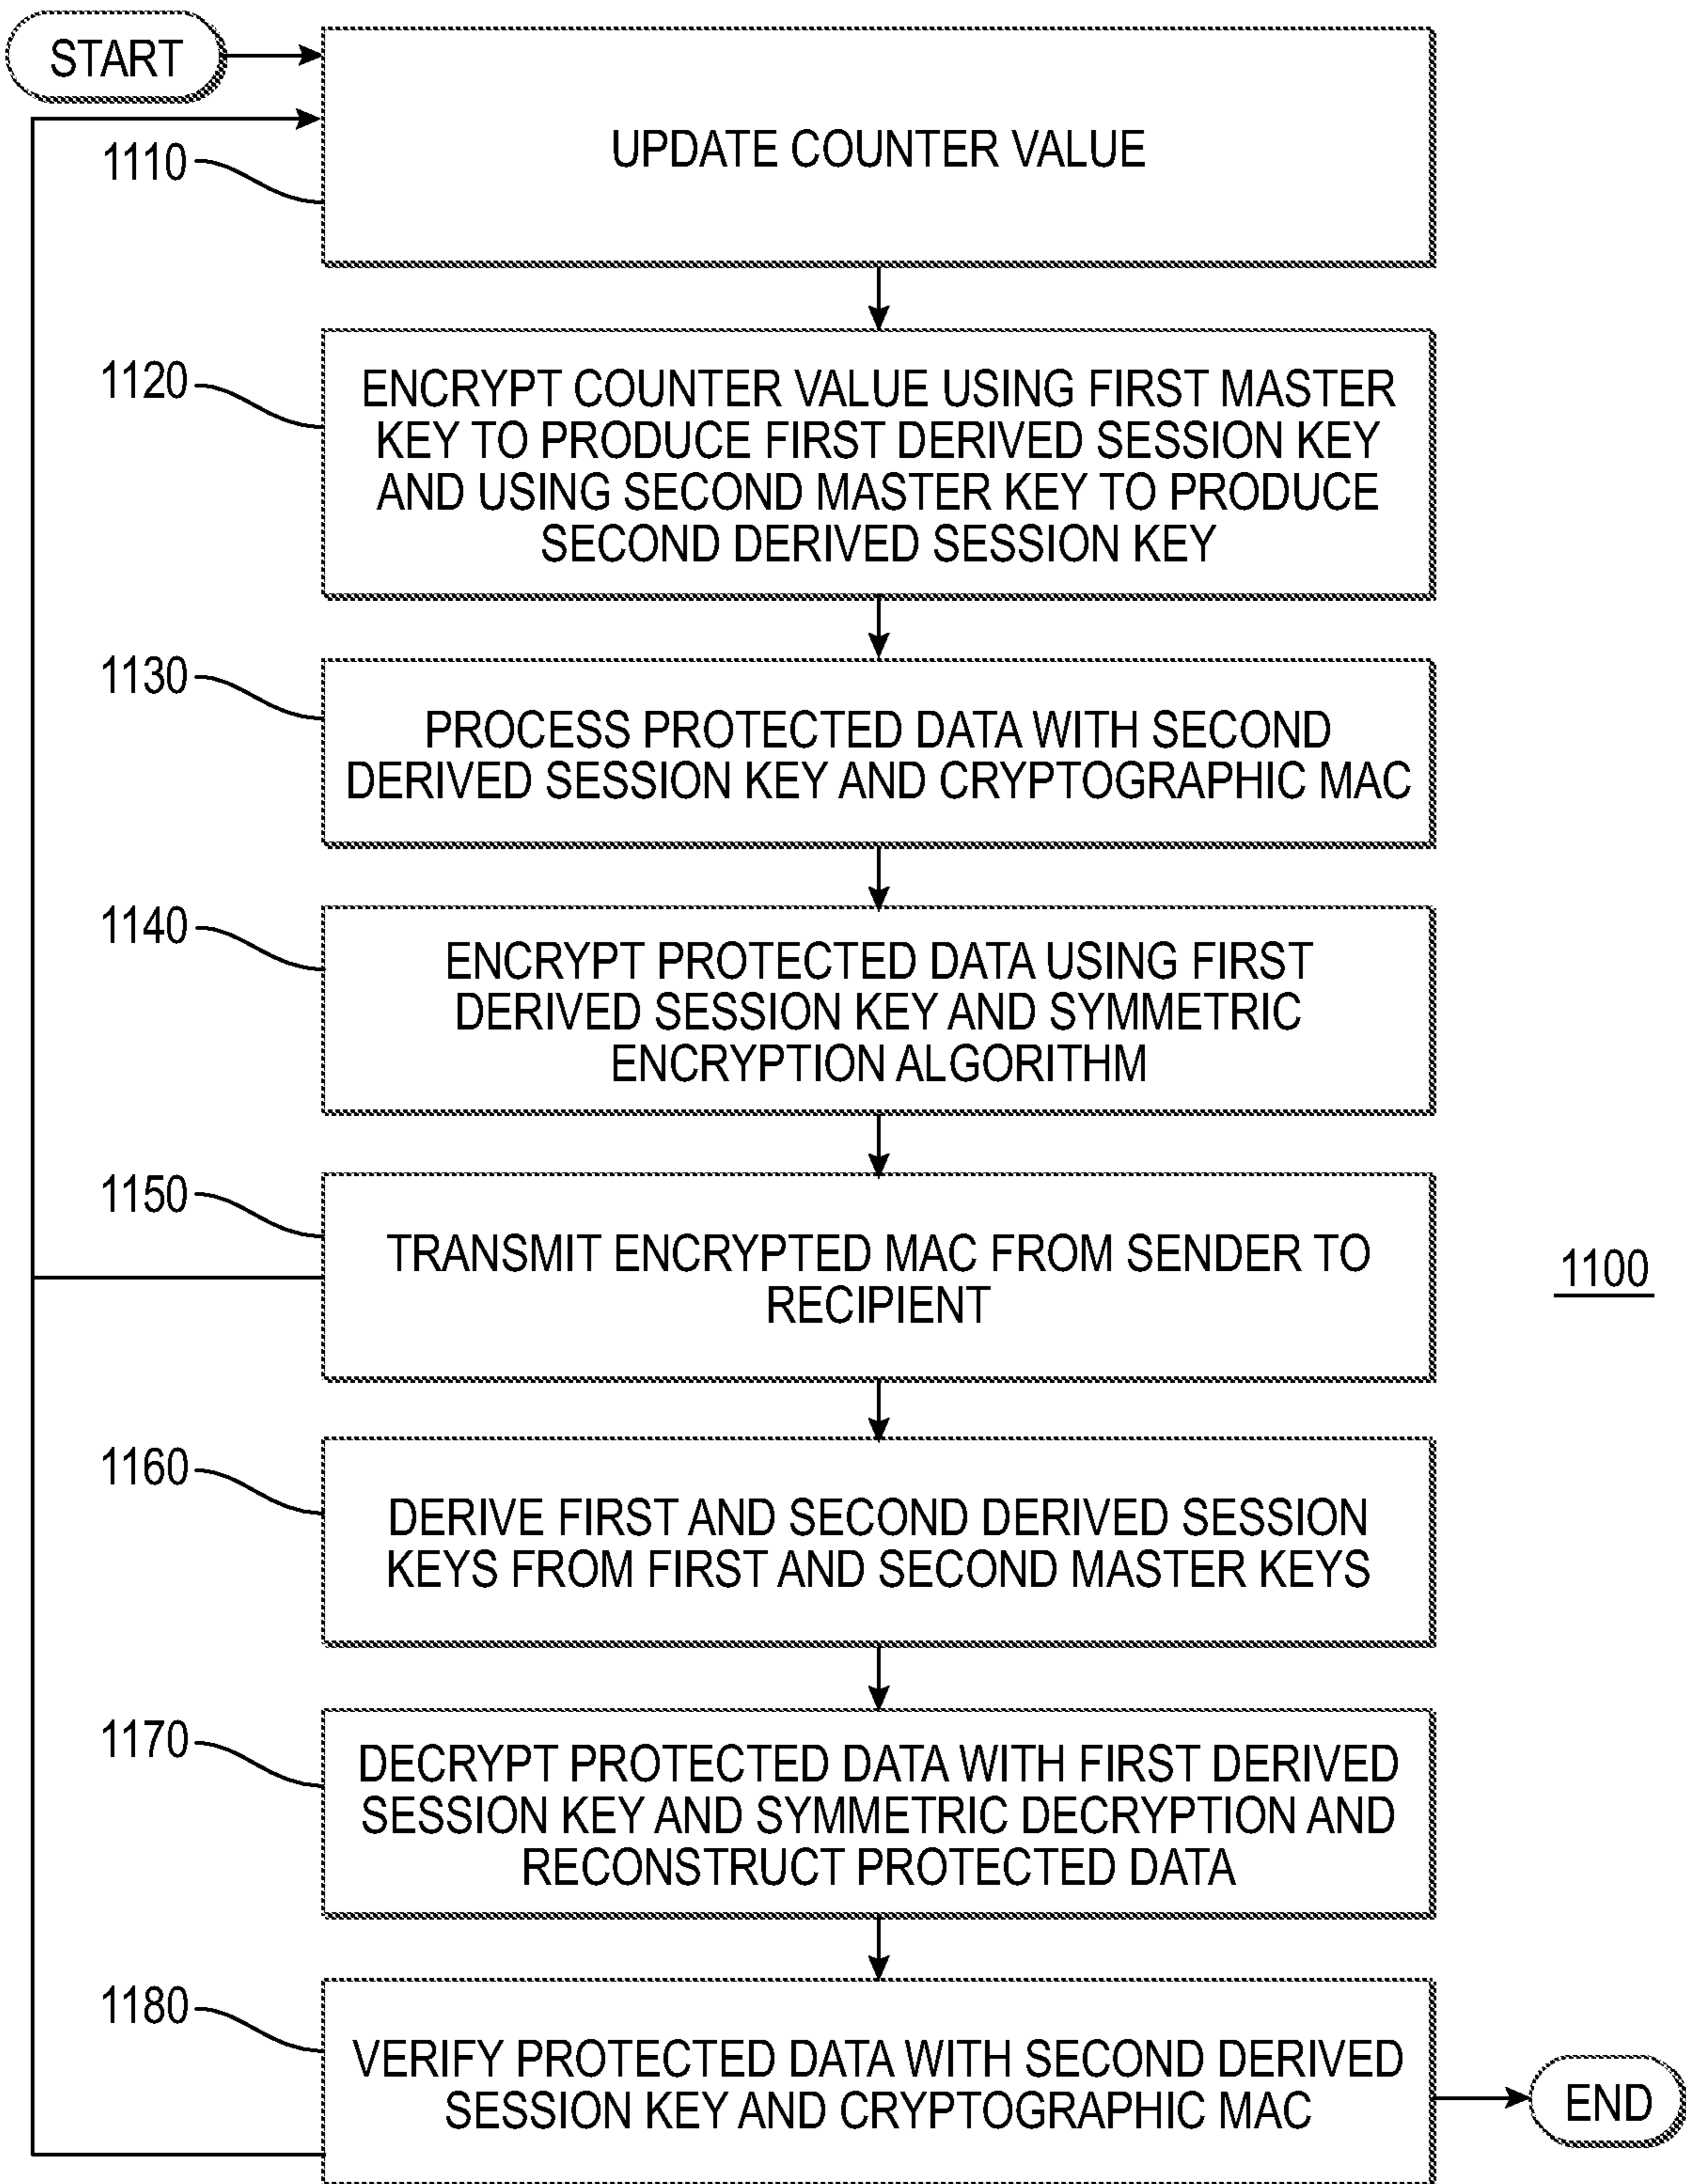 START
UPDATE COUNTER VALUE
1110
1120
ENCRYPT COUNTER VALUE USING FIRST MASTER
KEY TO PRODUCE FIRST DERIVED SESSION KEY
AND USING SECOND MASTER KEY TO PRODUCE
SECOND DERIVED SESSION KEY
1130
PROCESS PROTECTED DATA WITH SECOND
DERIVED SESSION KEY AND CRYPTOGRAPHIC MAC
1140
ENCRYPT PROTECTED DATA USING FIRST
DERIVED SESSION KEY AND SYMMETRIC
ENCRYPTION ALGORITHM
1150
TRANSMIT ENCRYPTED MAC FROM SENDER TO
RECIPIENT
1100
1160
DERIVE FIRST AND SECOND DERIVED SESSION
KEYS FROM FIRST AND SECOND MASTER KEYS
1170
DECRYPT PROTECTED DATA WITH FIRST DERIVED
SESSION KEY AND SYMMETRIC DECRYPTION AND
RECONSTRUCT PROTECTED DATA
1180
VERIFY PROTECTED DATA WITH SECOND DERIVED
SESSION KEY AND CRYPTOGRAPHIC MAC
END